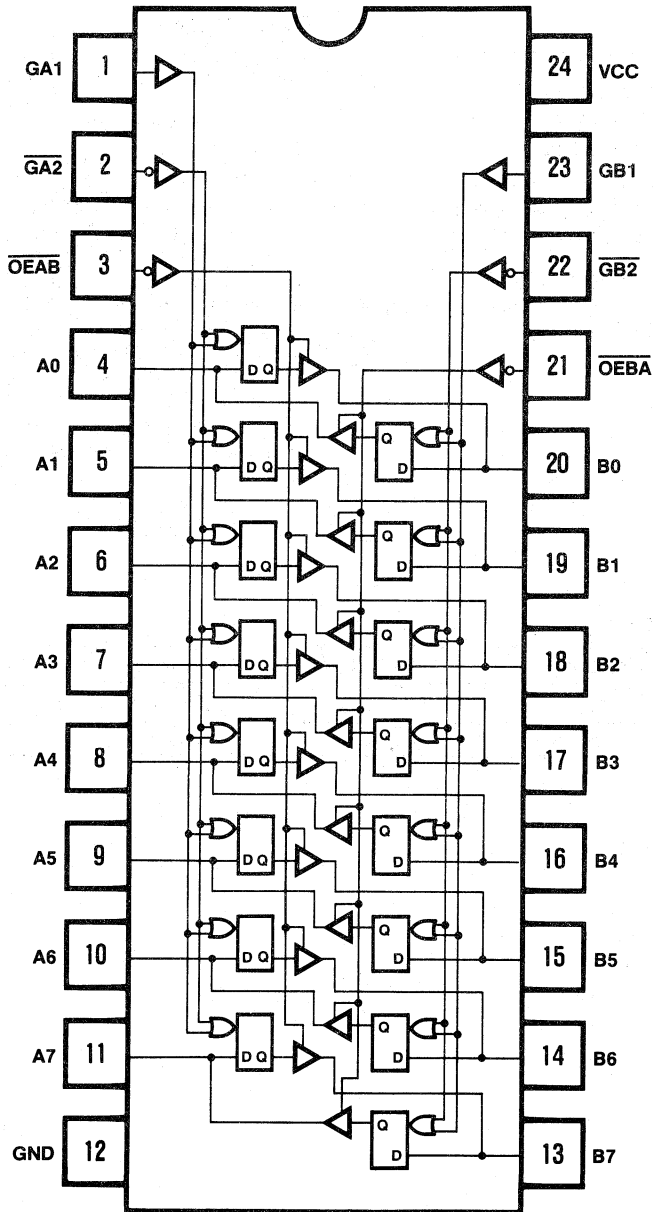 GA1 1 24 VCC
GA2 2 23 GB1
OEAB 3 22 GB2
A0 4 21 OEBA
D Q
A1 5 Q D 20 B0
D Q
A2 6 Q D 19 B1
D Q
A3 7 Q D 18 B2
D Q
A4 8 Q D 17 B3
D Q
A5 9 Q D 16 B4
D Q
A6 10 Q D 15 B5
D Q
A7 11 Q D 14 B6
D Q
GND 12 Q D 13 B7